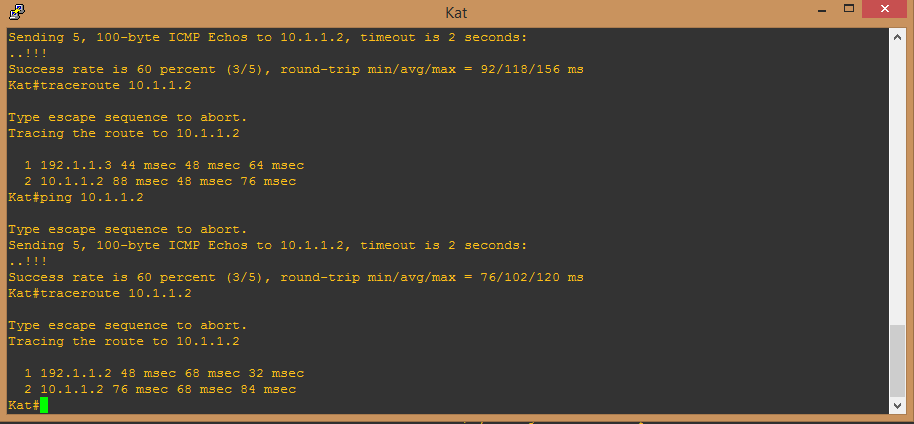 Kat
Sending 5, 100-byte ICMP Echos to 10.1.1.2, timeout is 2 seconds:
..!!!
Success rate is 60 percent (3/5), round-trip min/avg/max = 92/118/156 ms
Kat#traceroute 10.1.1.2
Type escape sequence to abort.
Tracing the route to 10.1.1.2
1 192.1.1.3 44 msec 48 msec 64 msec
2 10.1.1.2 88 msec 48 msec 76 msec
Kat#ping 10.1.1.2
Type escape sequence to abort.
Sending 5, 100-byte ICMP Echos to 10.1.1.2, timeout is 2 seconds:
..!!!
Success rate is 60 percent (3/5), round-trip min/avg/max = 76/102/120 ms
Kat#traceroute 10.1.1.2
Type escape sequence to abort.
Tracing the route to 10.1.1.2
1 192.1.1.2 48 msec 68 msec 32 msec
2 10.1.1.2 76 msec 68 msec 84 msec
Kat#